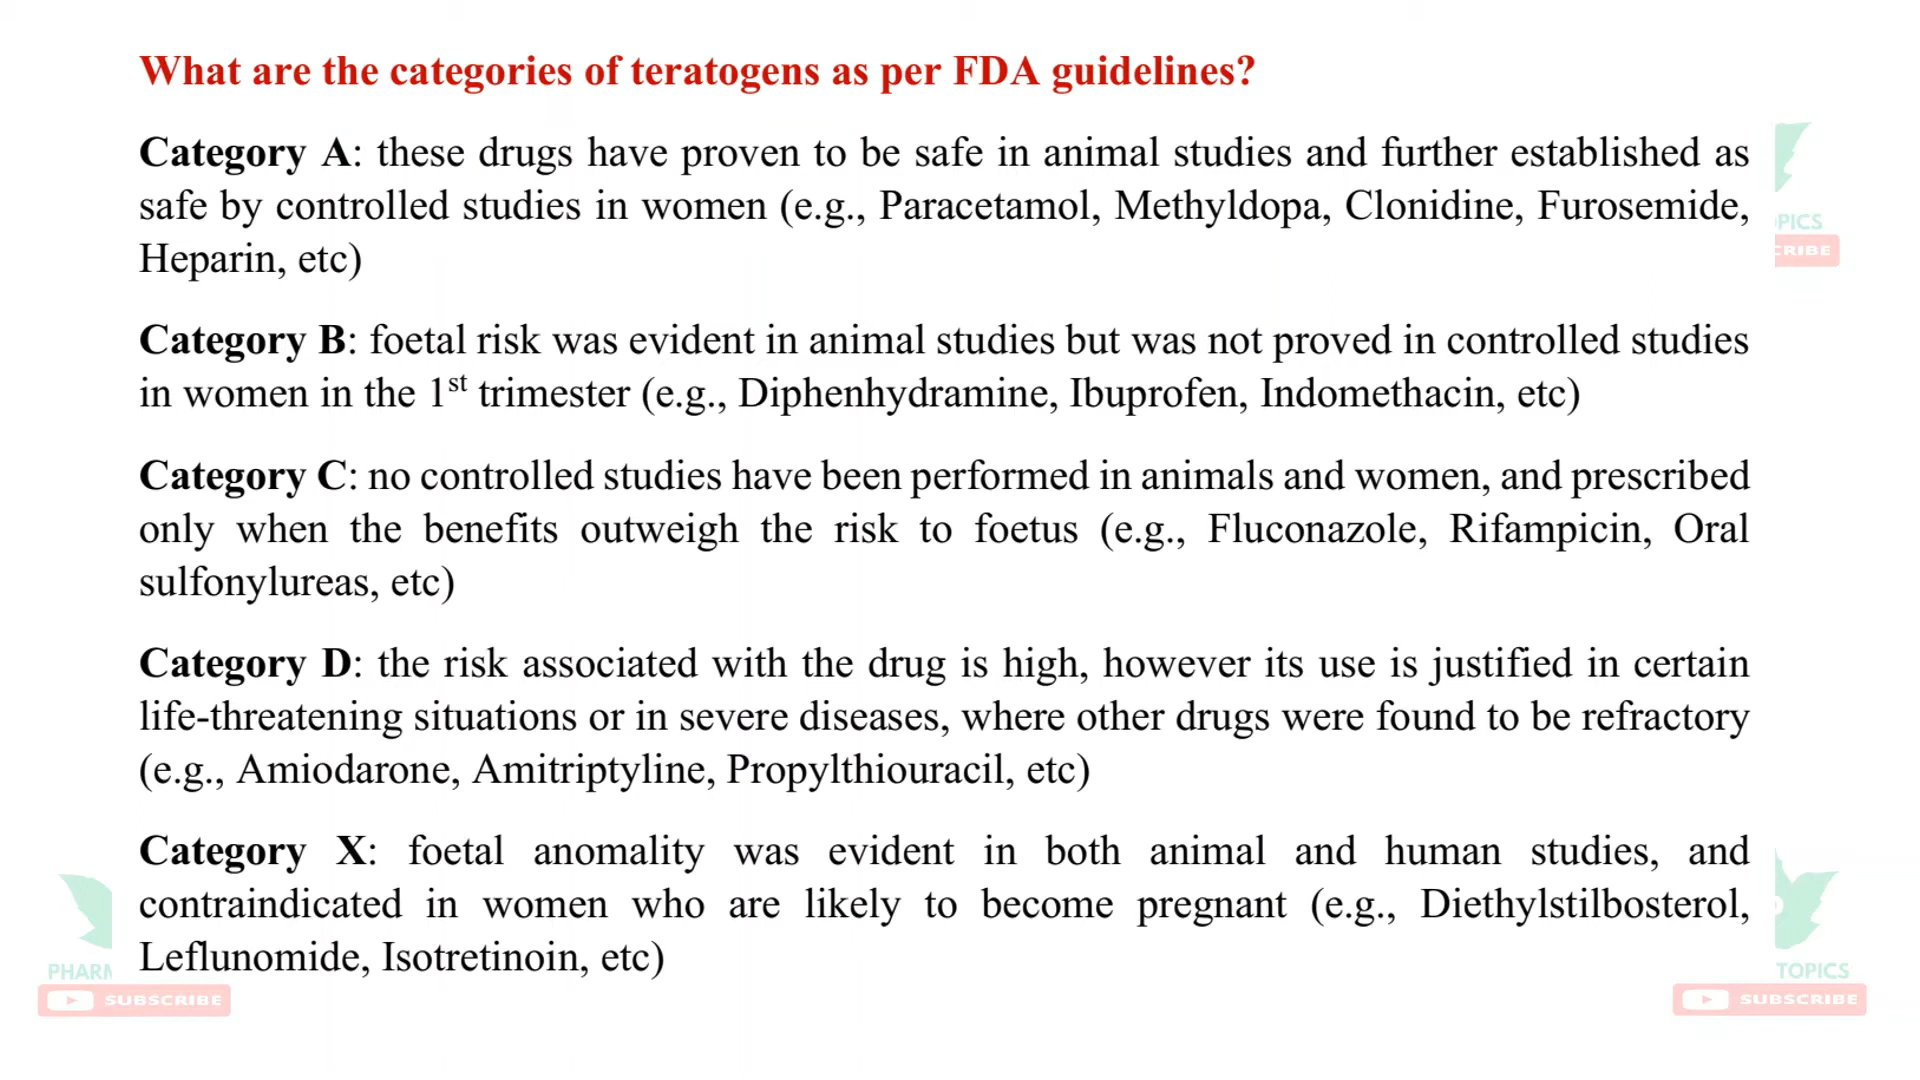 What are the categories of teratogens as per FDA guidelines?
Category A: these drugs have proven to be safe in animal studies and further established as
safe by controlled studies in women (e.g., Paracetamol, Methyldopa, Clonidine, Furosemide,
Heparin, etc)
Category B: foetal risk was evident in animal studies but was not proved in controlled studies
in women in the 1st trimester (e.g., Diphenhydramine, Ibuprofen, Indomethacin, etc)
Category C: no controlled studies have been performed in animals and women, and prescribed
only when the benefits outweigh the risk to foetus (e.g., Fluconazole, Rifampicin, Oral
sulfonylureas, etc)
Category D: the risk associated with the drug is high, however its use is justified in certain
life-threatening situations or in severe diseases, where other drugs were found to be refractory
(e.g., Amiodarone, Amitriptyline, Propylthiouracil, etc)
Category X: foetal anomality was evident in both animal and human studies, and
contraindicated in women who are likely to become pregnant (e.g., Diethylstilbosterol,
Leflunomide, Isotretinoin, etc)
PICS
CRIBE
PHARM
SUBSCRIBE
TOPICS
SUBSCRIBE